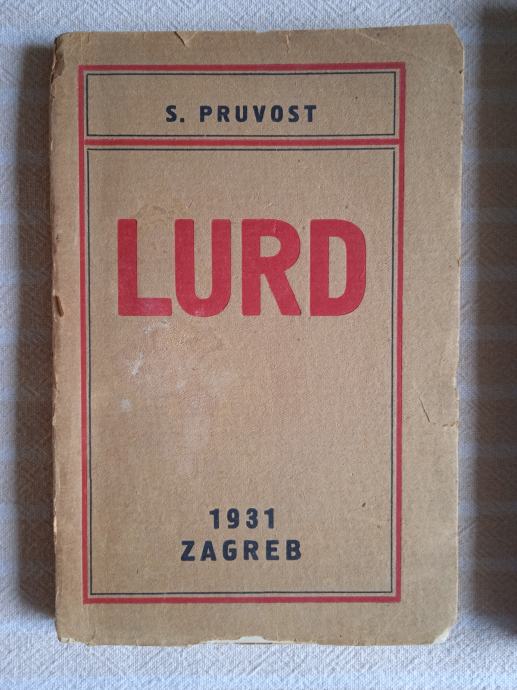 S. PRUVOST
LURD
1931
ZAGREB